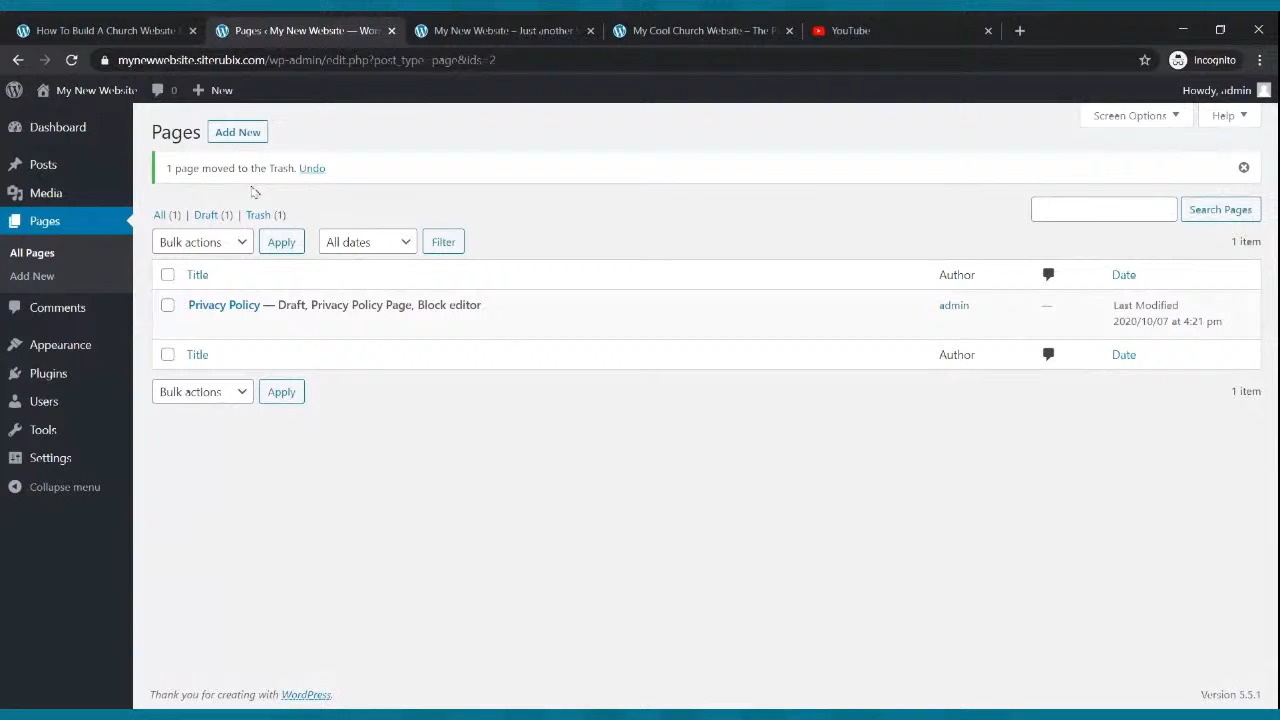 How To Build A Church Website
Pages ‹ My New Website — Wor
My New Website – Just another
My Cool Church Website – The P
YouTube
mynewwebsite.siterubix.com/wp-admin/edit.php?post_type=page&ids=2
Incognito
My New Website
0
New
Howdy, admin
Dashboard
Posts
Media
Pages
All Pages
Add New
Comments
Appearance
Plugins
Users
Tools
Settings
Collapse menu
Screen Options
Help
Pages
Add New
1 page moved to the Trash. Undo
All (1) | Draft (1) | Trash (1)
Search Pages
Bulk actions
Apply
All dates
Filter
1 item
Title
Author
Date
Privacy Policy — Draft, Privacy Policy Page, Block editor
admin
—
Last Modified
2020/10/07 at 4:21 pm
Title
Author
Date
Bulk actions
Apply
1 item
Thank you for creating with WordPress.
Version 5.5.1